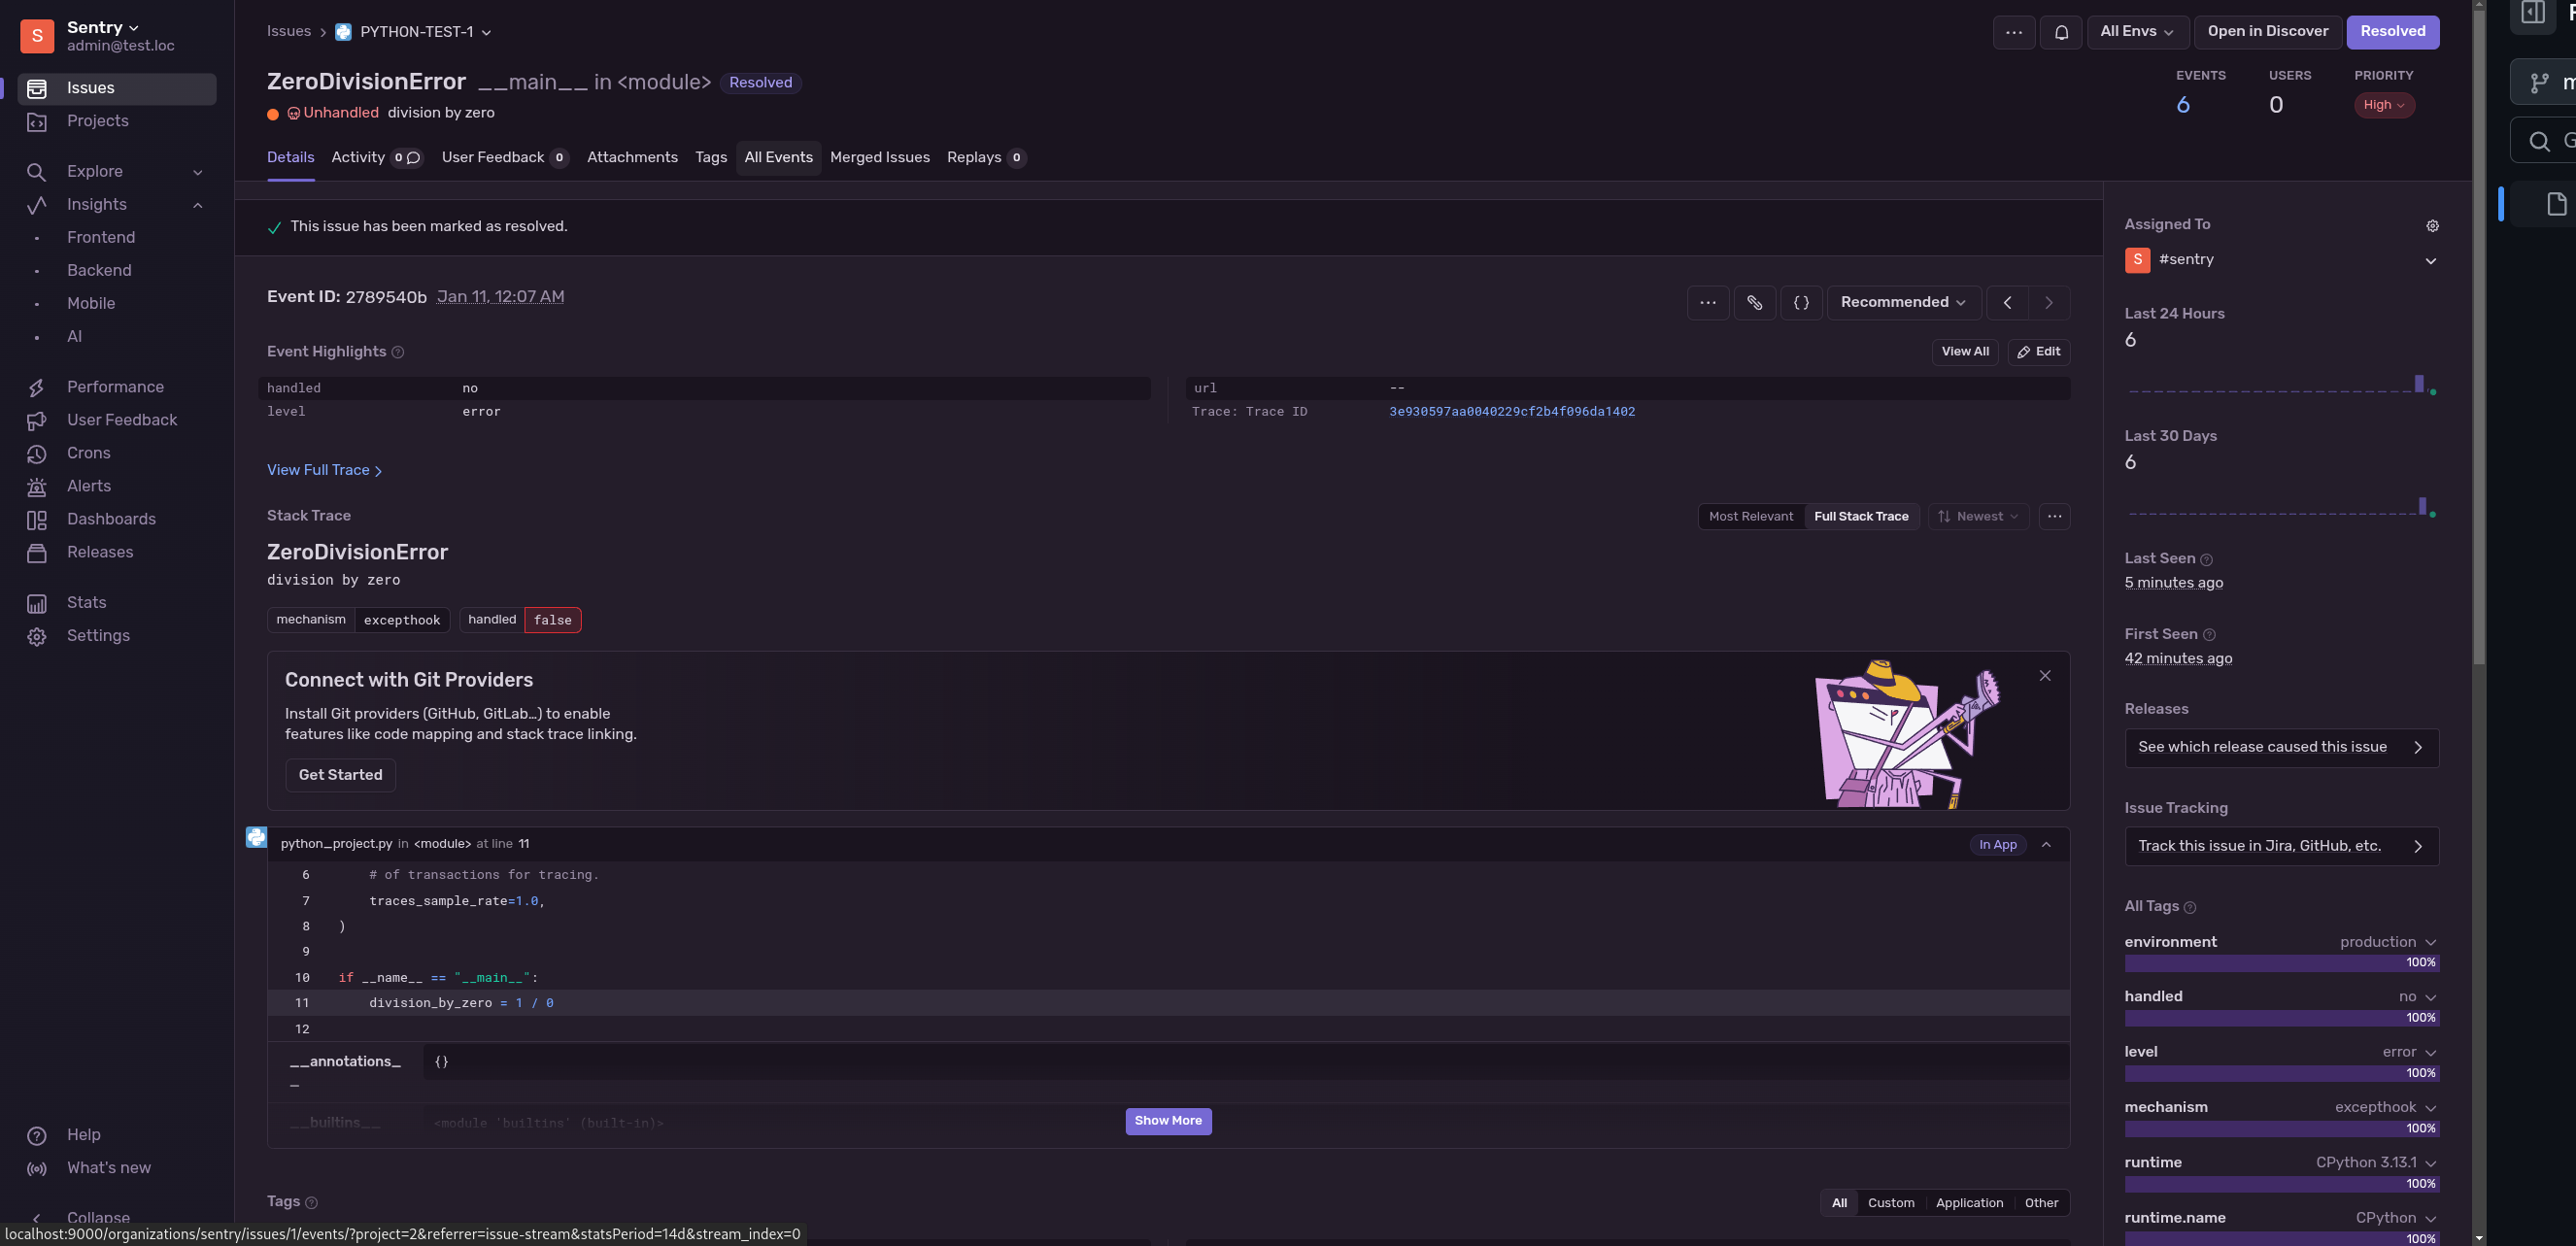 S
Sentry
admin@test.loc
Issues
Projects
Explore
Insights
Frontend
Backend
Mobile
AI
Performance
User Feedback
Crons
Alerts
Dashboards
Releases
Stats
Settings
Help
What's new
Collapse
Issues > PYTHON-TEST-1
... All Envs Open in Discover Resolved
ZeroDivisionError __main__ in <module> Resolved
Unhandled division by zero
EVENTS USERS PRIORITY
6 0 High
Details Activity 0 User Feedback 0 Attachments Tags All Events Merged Issues Replays 0
This issue has been marked as resolved.
Event ID: 2789540b Jan 11, 12:07 AM
... {} Recommended
Event Highlights ? View All Edit
handled no url --
level error Trace: Trace ID 3e930597aa0040229cf2b4f096da1402
View Full Trace >
Stack Trace Most Relevant Full Stack Trace Newest ...
ZeroDivisionError
division by zero
mechanism excepthook handled false
Connect with Git Providers
Install Git providers (GitHub, GitLab…) to enable
features like code mapping and stack trace linking.
Get Started
python_project.py in <module> at line 11 In App
6 # of transactions for tracing.
7 traces_sample_rate=1.0,
8 )
9
10 if __name__ == "__main__":
11 division_by_zero = 1 / 0
12
__annotations_
_
{}
__builtins__ <module 'builtins' (built-in)>
Show More
Tags ? All Custom Application Other
Assigned To
S #sentry
Last 24 Hours
6
Last 30 Days
6
Last Seen ?
5 minutes ago
First Seen ?
42 minutes ago
Releases
See which release caused this issue
Issue Tracking
Track this issue in Jira, GitHub, etc.
All Tags ?
environment production
100%
handled no
100%
level error
100%
mechanism excepthook
100%
runtime CPython 3.13.1
100%
runtime.name CPython
100%
localhost:9000/organizations/sentry/issues/1/events/?project=2&referrer=issue-stream&statsPeriod=14d&stream_index=0